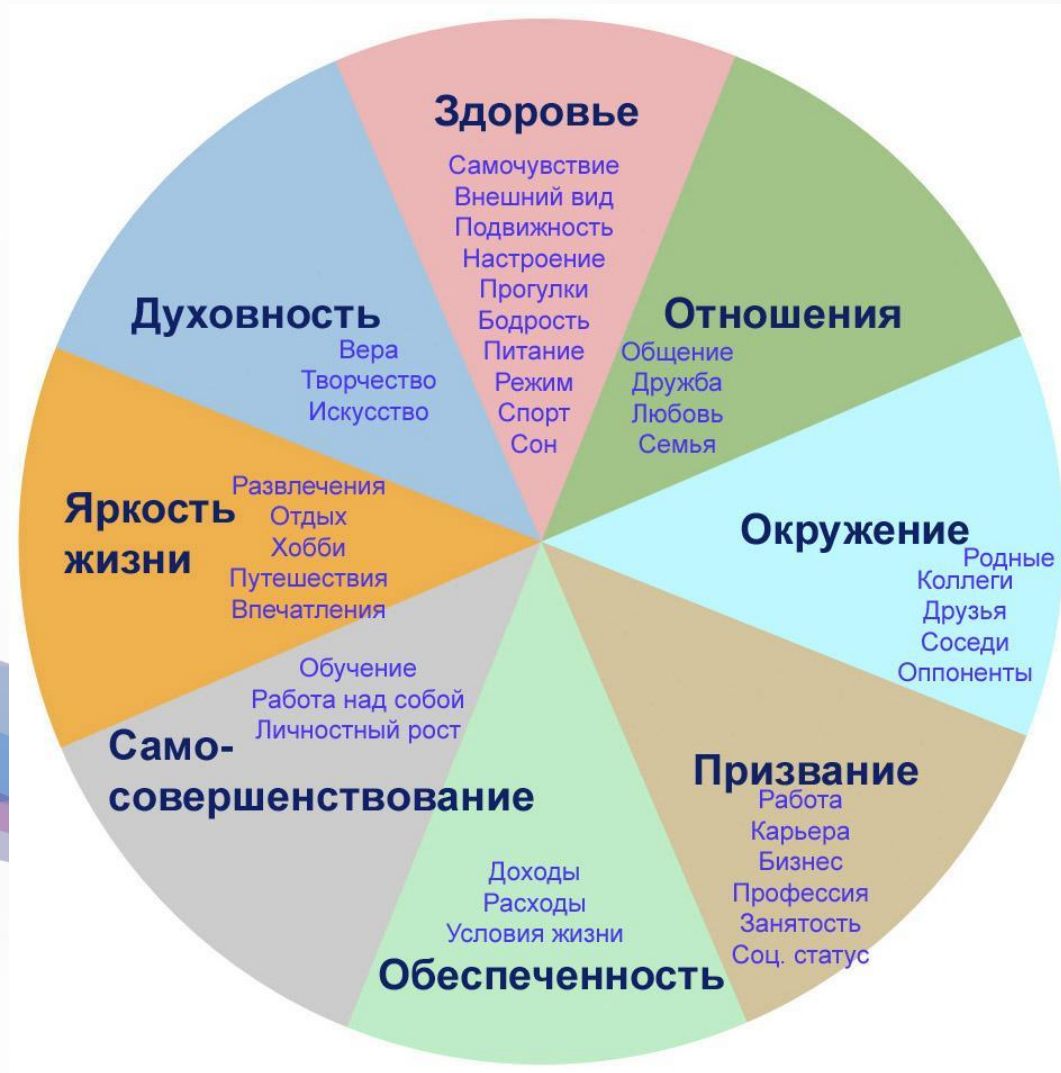 Здоровье
Самочувствие
Внешний вид
Подвижность
Настроение
Прогулки
Бодрость
Питание
Режим
Спорт
Сон
Отношения
Общение
Дружба
Любовь
Семья
Окружение
Родные
Коллеги
Друзья
Соседи
Оппоненты
Призвание
Работа
Карьера
Бизнес
Профессия
Занятость
Соц. статус
Доходы
Расходы
Условия жизни
Обеспеченность
Обучение
Работа над собой
Личностный рост
Само-
совершенствование
Яркость
жизни
Развлечения
Отдых
Хобби
Путешествия
Впечатления
Духовность
Вера
Творчество
Искусство